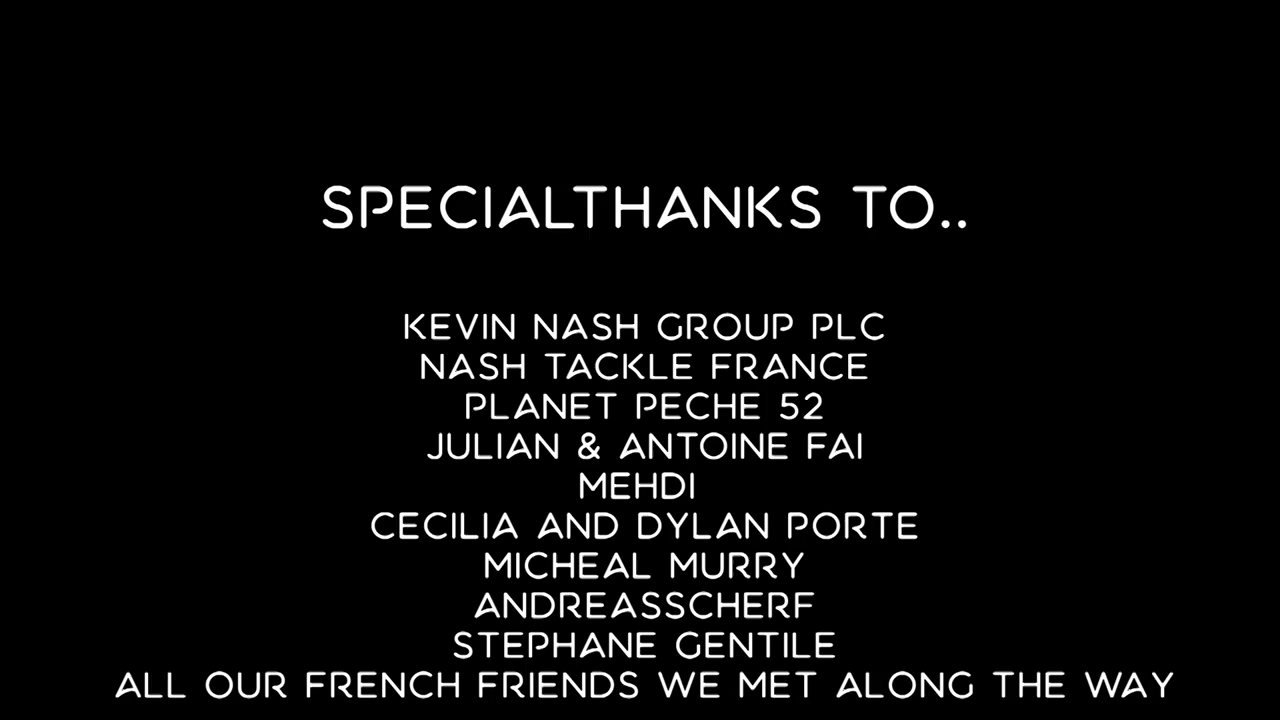 SPECIALTHANKS TO..
KEVIN NASH GROUP PLC
NASH TACKLE FRANCE
PLANET PECHE 52
JULIAN & ANTOINE FAI
MEHDI
CECILIA AND DYLAN PORTE
MICHEAL MURRY
ANDREASSCHERF
STEPHANE GENTILE
ALL OUR FRENCH FRIENDS WE MET ALONG THE WAY